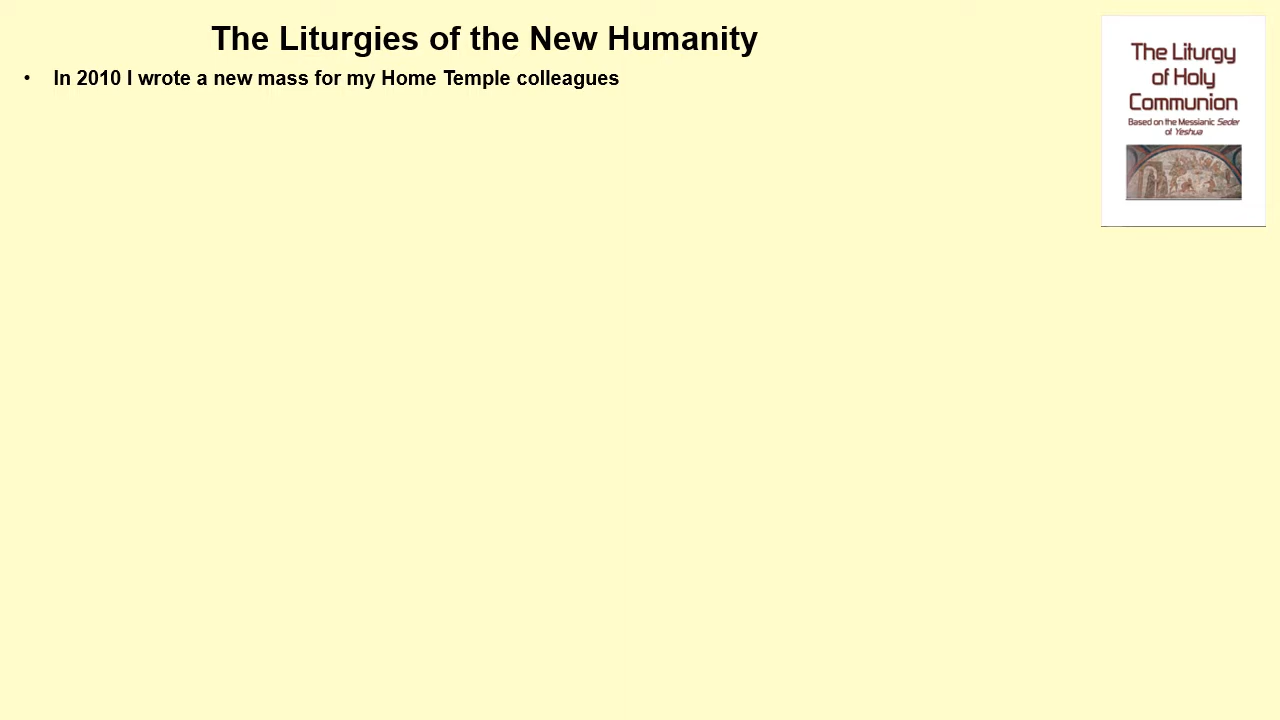 The Liturgies of the New Humanity
• In 2010 I wrote a new mass for my Home Temple colleagues
The Liturgy
of Holy
Communion
Based on the Messianic Seder
of Yeshua